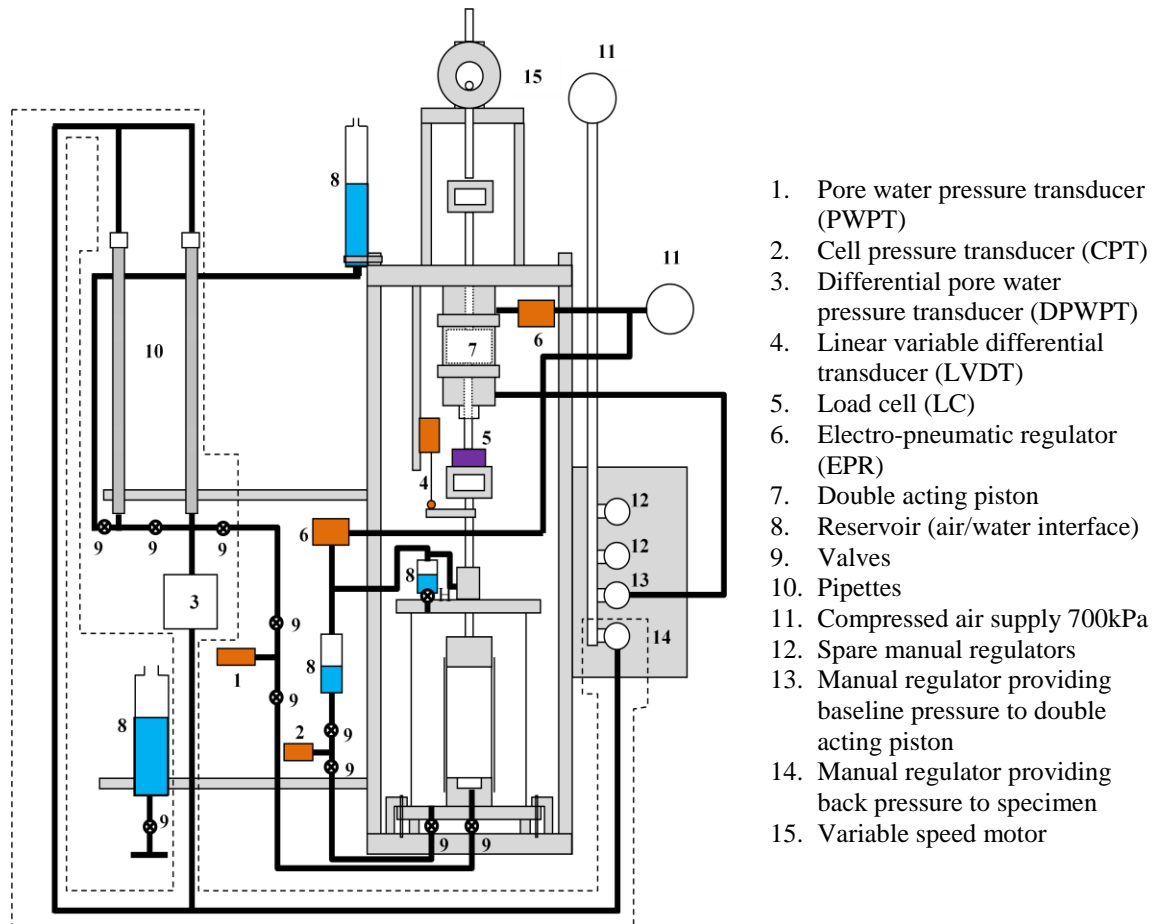 15
11
8
11
6
7
10
5
4
12
6
9
9
9
12
8
H
13
3
9
14
8
1
9
8
2
9
9
9
9
9
1. Pore water pressure transducer
(PWPT)
2. Cell pressure transducer (CPT)
3. Differential pore water
pressure transducer (DPWPT)
4. Linear variable differential
transducer (LVDT)
5. Load cell (LC)
6. Electro-pneumatic regulator
(EPR)
7. Double acting piston
8. Reservoir (air/water interface)
9. Valves
10. Pipettes
11. Compressed air supply 700kPa
12. Spare manual regulators
13. Manual regulator providing
baseline pressure to double
acting piston
14. Manual regulator providing
back pressure to specimen
15. Variable speed motor